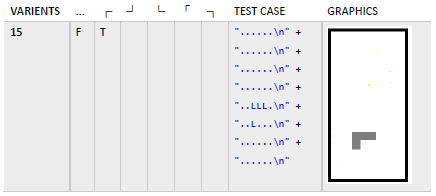 VARIENTS ... ┌─ ─┘ └─ ┌ ┐ TEST CASE GRAPHICS
15 F T "......\n" +
"......\n" +
"......\n" +
"......\n" +
"..LLL.\n" +
"..L...\n" +
"......\n" +
"......\n"